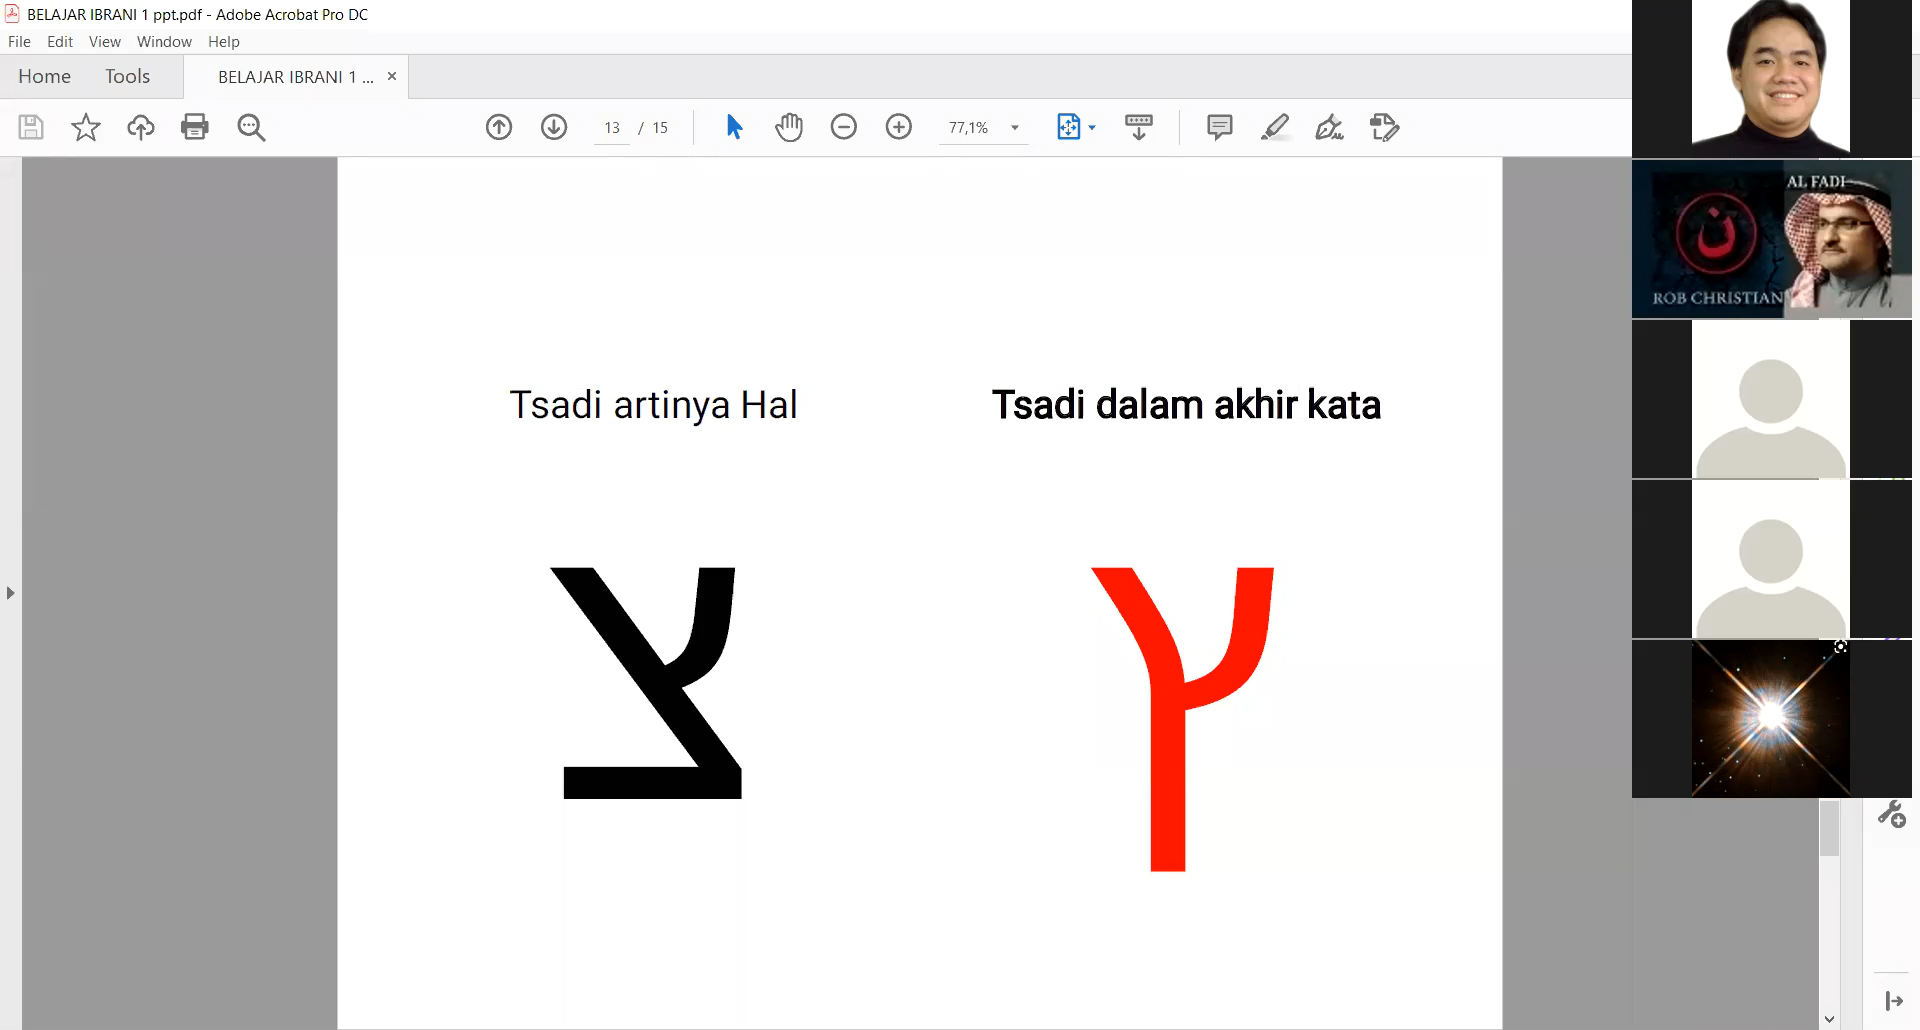 BELAJAR IBRANI 1 ppt.pdf - Adobe Acrobat Pro DC
File Edit View Window Help
Home Tools BELAJAR IBRANI 1 ... ×
13 / 15 77,1%
AL FADI
ن
ROB CHRISTIAN
Tsadi artinya Hal Tsadi dalam akhir kata
צ ץ